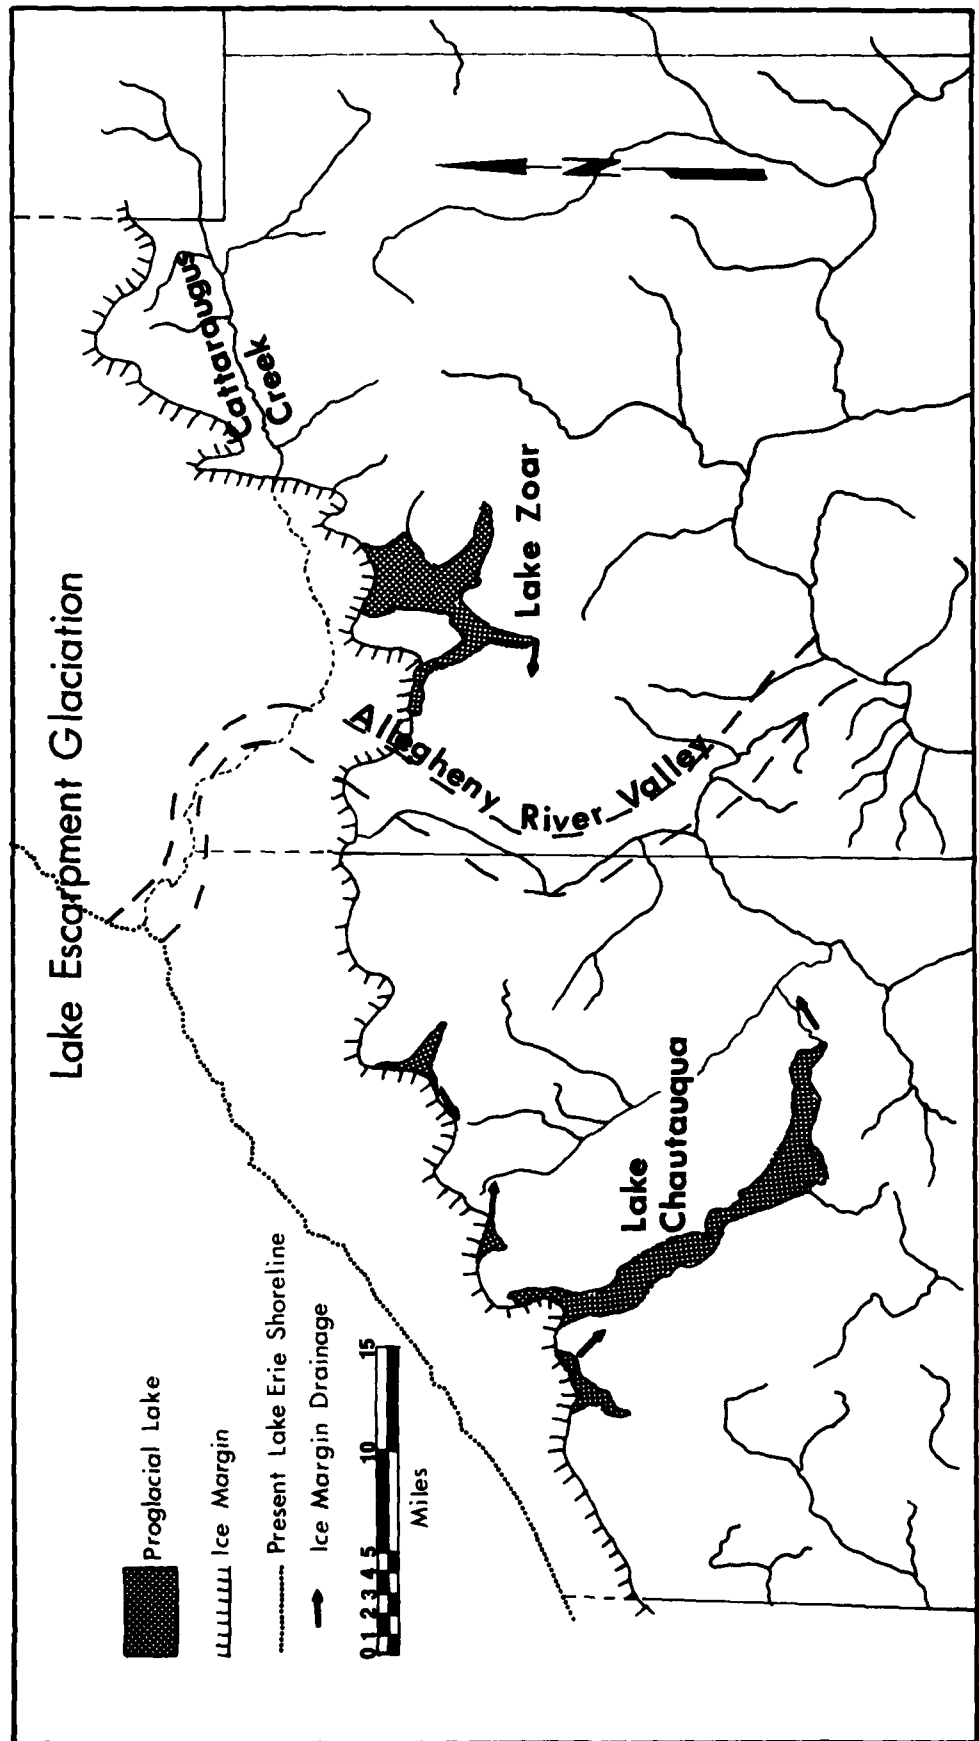 Lake Escarpment Glaciation
Proglacial Lake
Ice Margin
Present Lake Erie Shoreline
Ice Margin Drainage
0 1 2 3 4 5 10 15
Miles
Cattaraugus
Creek
Lake Zoar
Allegheny River Valley
Lake
Chautauqua
N